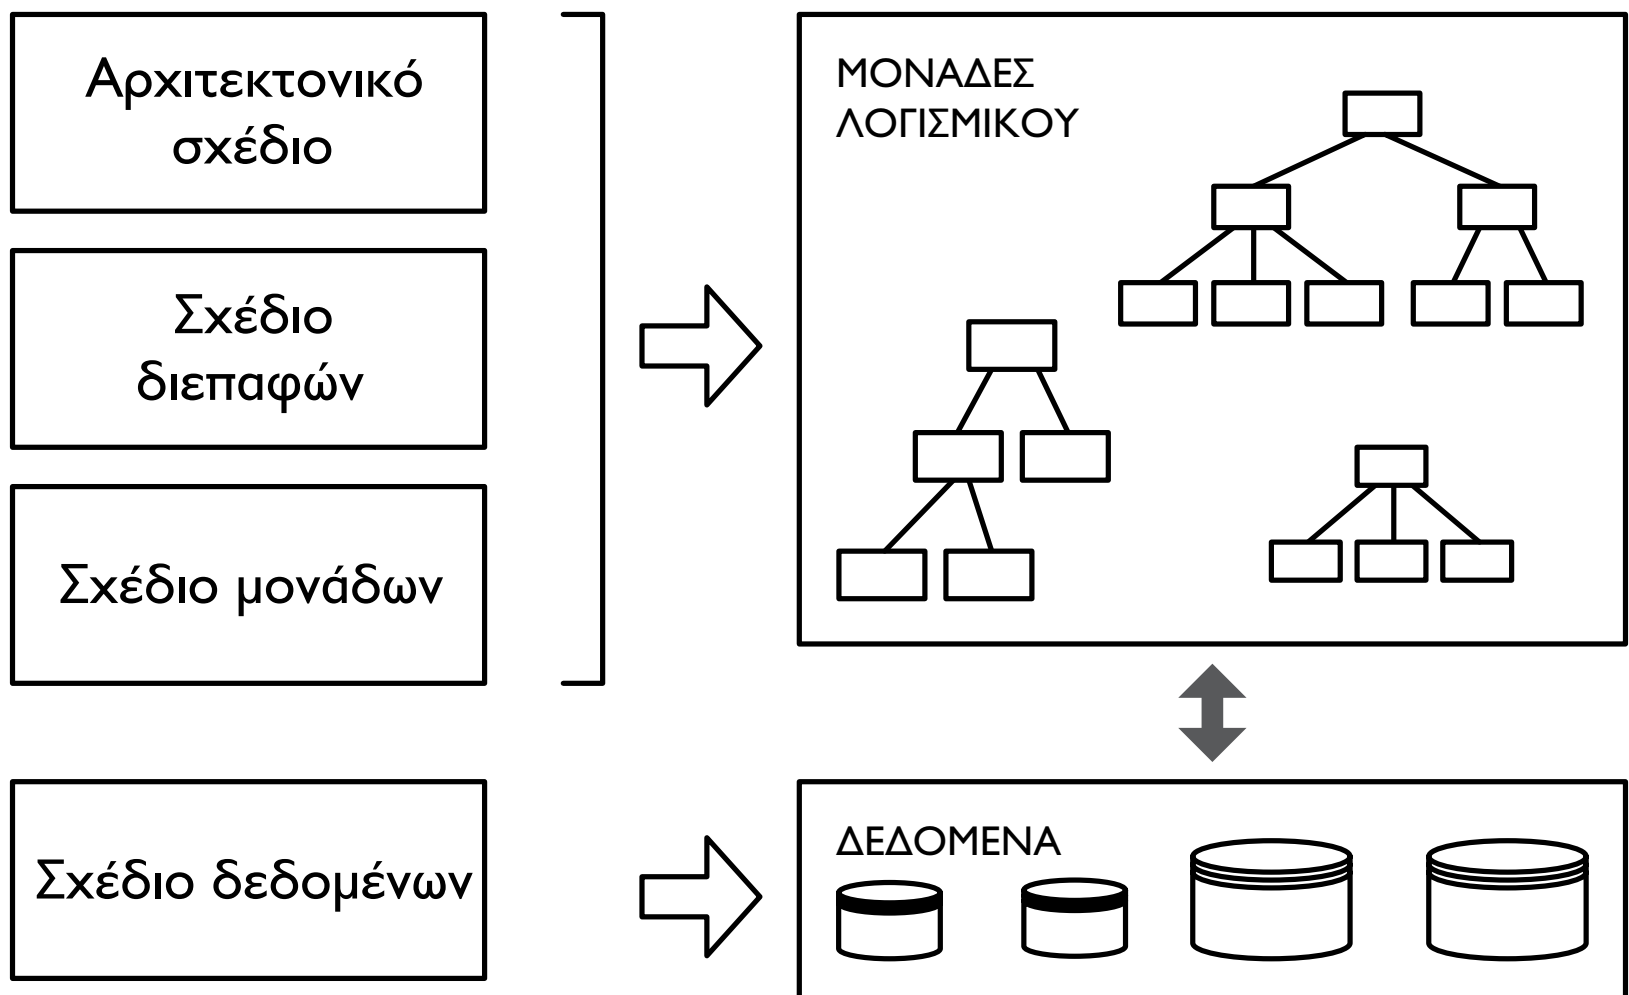 Αρχιτεκτονικό
σχέδιο
Σχέδιο
διεπαφών
Σχέδιο μονάδων
Σχέδιο δεδομένων
ΜΟΝΑΔΕΣ
ΛΟΓΙΣΜΙΚΟΥ
ΔΕΔΟΜΕΝΑ